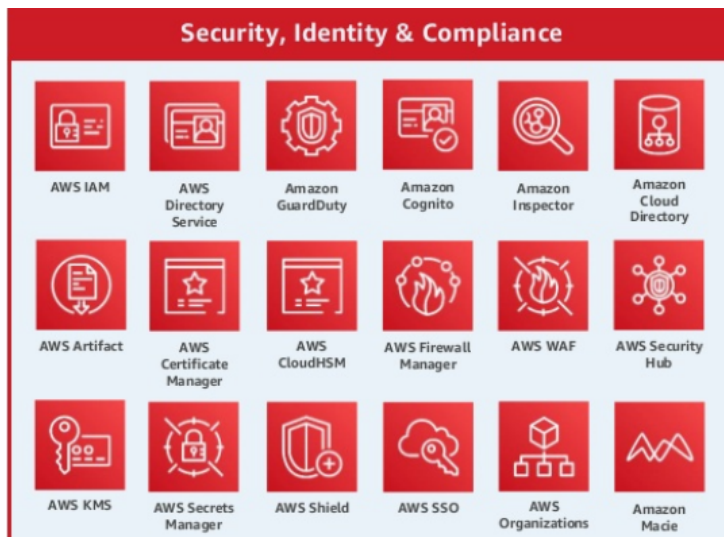 Security, Identity & Compliance
AWS IAM
AWS
Directory
Service
Amazon
GuardDuty
Amazon
Cognito
Amazon
Inspector
Amazon
Cloud
Directory
AWS Artifact
AWS
Certificate
Manager
AWS
CloudHSM
AWS Firewall
Manager
AWS WAF
AWS Security
Hub
AWS KMS
AWS Secrets
Manager
AWS Shield
AWS SSO
AWS
Organizations
Amazon
Macie